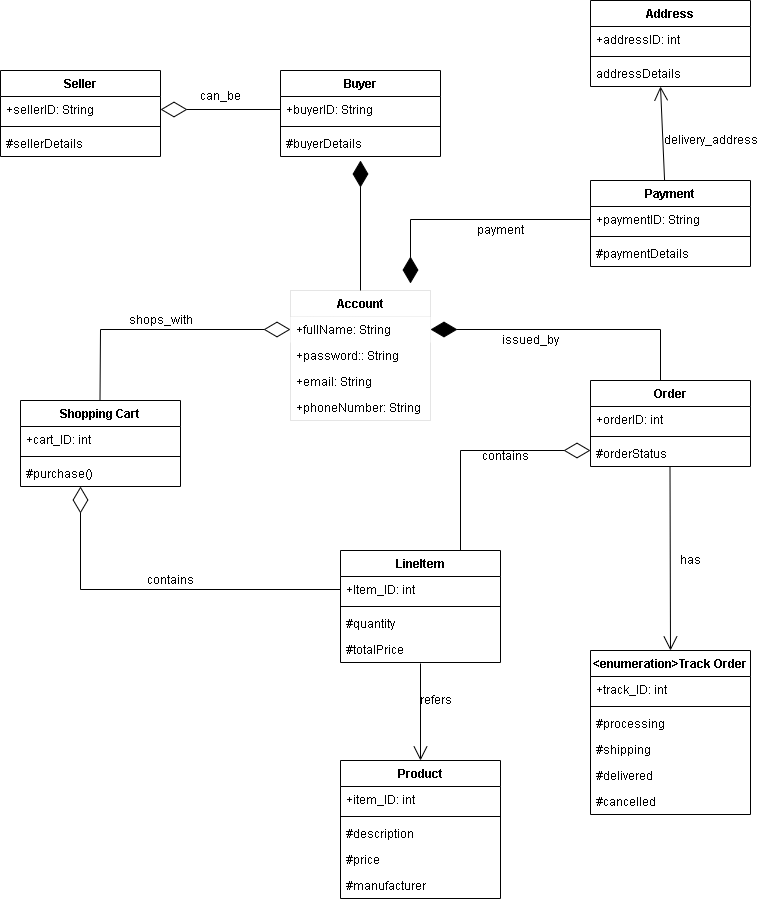 Address
+addressID: int
addressDetails
Seller
+sellerID: String
#sellerDetails
can_be
Buyer
+buyerID: String
#buyerDetails
delivery_address
Payment
+paymentID: String
#paymentDetails
payment
Account
+fullName: String
+password:: String
+email: String
+phoneNumber: String
shops_with
issued_by
Shopping Cart
+cart_ID: int
#purchase()
Order
+orderID: int
#orderStatus
contains
contains
has
LineItem
+Item_ID: int
#quantity
#totalPrice
refers
<enumeration>Track Order
+track_ID: int
#processing
#shipping
#delivered
#cancelled
Product
+item_ID: int
#description
#price
#manufacturer